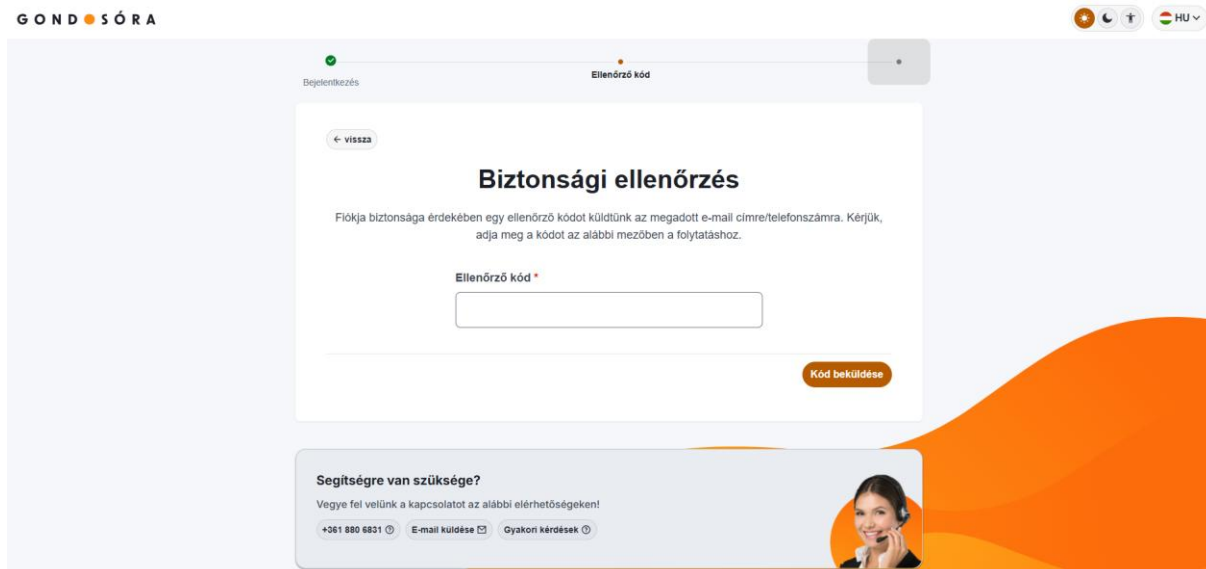 GONDOSÓRA
HU
Bejelentkezés
Ellenőrző kód
← vissza
Biztonsági ellenőrzés
Fiókja biztonsága érdekében egy ellenőrző kódot küldtünk az megadott e-mail címre/telefonszámra. Kérjük,
adja meg a kódot az alábbi mezőben a folytatáshoz.
Ellenőrző kód *
Kód beküldése
Segítségre van szüksége?
Vegye fel velünk a kapcsolatot az alábbi elérhetőségeken!
+361 880 6831 E-mail küldése Gyakori kérdések